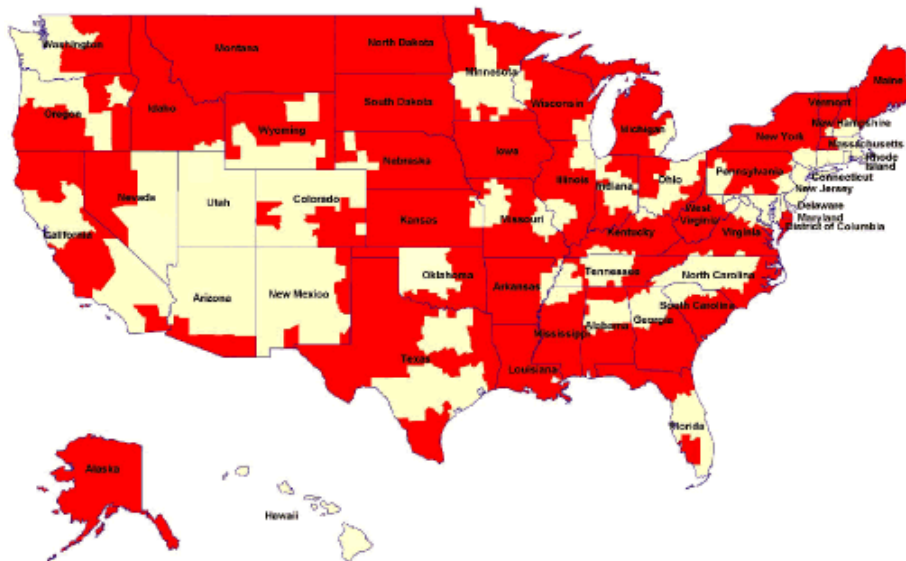 Washington
Montana
North Dakota
Minnesota
Maine
Oregon
Idaho
South Dakota
Wisconsin
Vermont
New Hampshire
Wyoming
Michigan
New York
Massachusetts
Rhode
Island
Nebraska
Iowa
Connecticut
Nevada
Utah
Colorado
Illinois
Indiana
Ohio
Pennsylvania
New Jersey
Delaware
Maryland
District of Columbia
California
Kansas
Missouri
West
Virginia
Virginia
Kentucky
Arizona
New Mexico
Oklahoma
Arkansas
Tennessee
North Carolina
South Carolina
Texas
Louisiana
Mississippi
Alabama
Georgia
Florida
Alaska
Hawaii